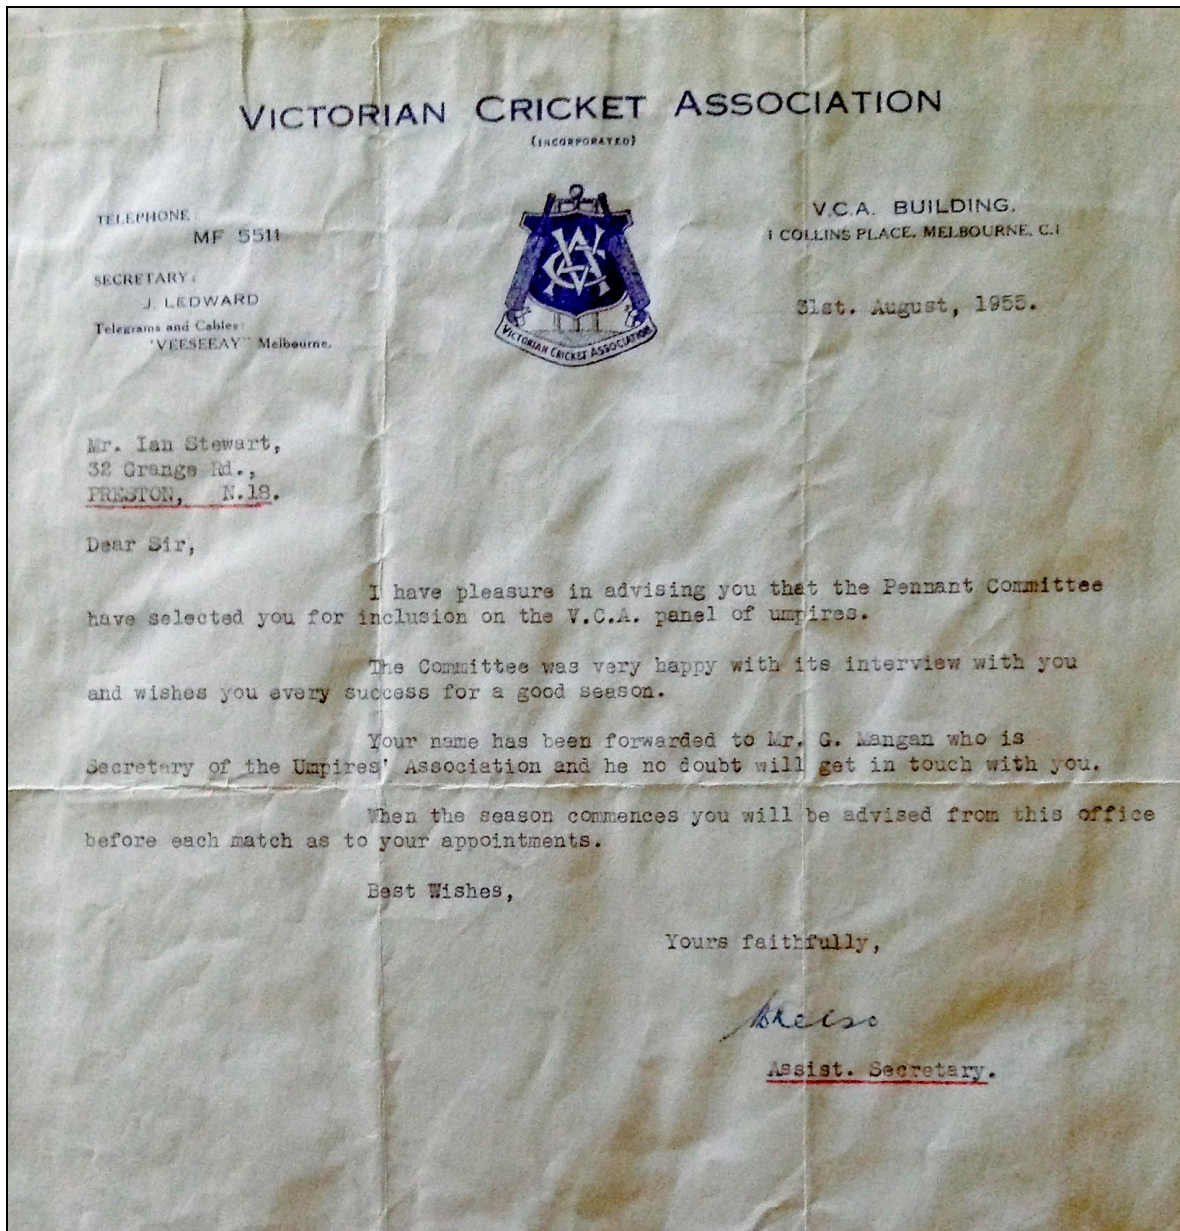 VICTORIAN CRICKET ASSOCIATION
(INCORPORATED)
TELEPHONE:
MF 5511
SECRETARY:
J. LEDWARD
Telegrams and Cables:
"VEESEEAY" Melbourne.
VCA
VICTORIAN CRICKET ASSOCIATION
V.C.A. BUILDING,
1 COLLINS PLACE, MELBOURNE, C.1
31st. August, 1955.
Mr. Ian Stewart,
32 Grange Rd.,
PRESTON, N.18.
Dear Sir,
I have pleasure in advising you that the Pennant Committee
have selected you for inclusion on the V.C.A. panel of umpires.
The Committee was very happy with its interview with you
and wishes you every success for a good season.
Your name has been forwarded to Mr. G. Mangan who is
Secretary of the Umpires' Association and he no doubt will get in touch with you.
When the season commences you will be advised from this office
before each match as to your appointments.
Best Wishes,
Yours faithfully,
Assist. Secretary.